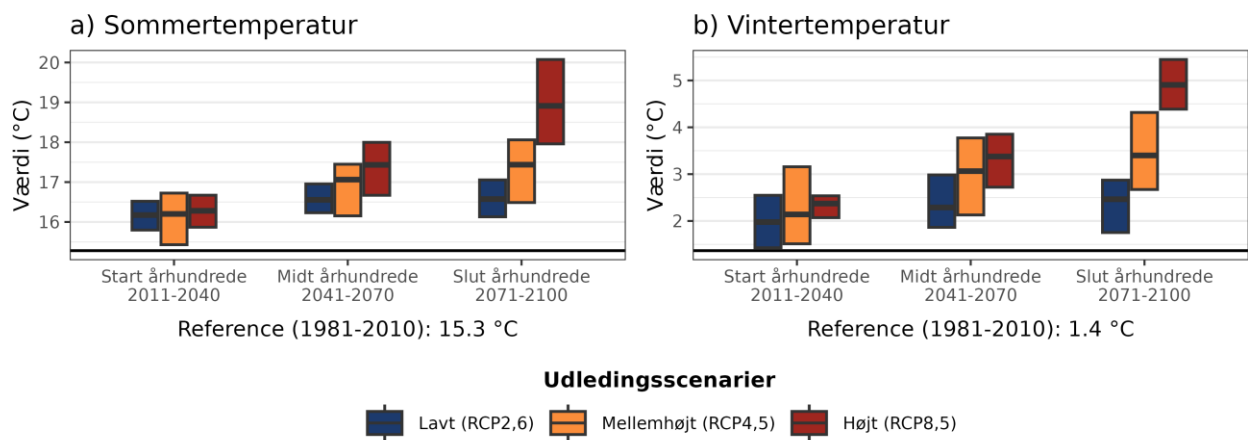 a) Sommertemperatur
Værdi (°C)
20
19
18
17
16
Start århundrede
2011-2040
Midt århundrede
2041-2070
Slut århundrede
2071-2100
Reference (1981-2010): 15.3 °C
b) Vintertemperatur
Værdi (°C)
5
4
3
2
Start århundrede
2011-2040
Midt århundrede
2041-2070
Slut århundrede
2071-2100
Reference (1981-2010): 1.4 °C
Udledingsscenarier
Lavt (RCP2,6)
Mellemhøjt (RCP4,5)
Højt (RCP8,5)